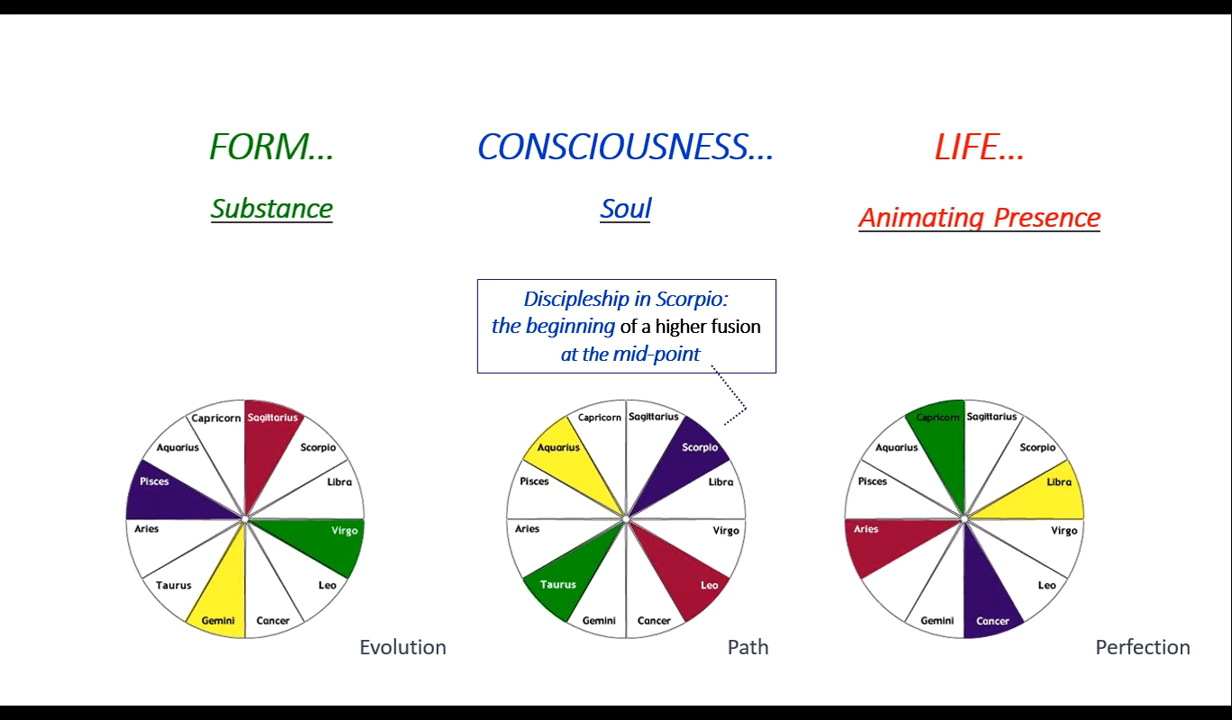 FORM...
Substance
CONSCIOUSNESS...
Soul
LIFE...
Animating Presence
Discipleship in Scorpio:
the beginning of a higher fusion
at the mid-point
Capricorn
Sagittarius
Aquarius
Scorpio
Pisces
Libra
Aries
Virgo
Taurus
Leo
Gemini
Cancer
Evolution
Capricorn
Sagittarius
Aquarius
Scorpio
Pisces
Libra
Aries
Virgo
Taurus
Leo
Gemini
Cancer
Path
Capricorn
Sagittarius
Aquarius
Scorpio
Pisces
Libra
Aries
Virgo
Leo
Gemini
Cancer
Perfection